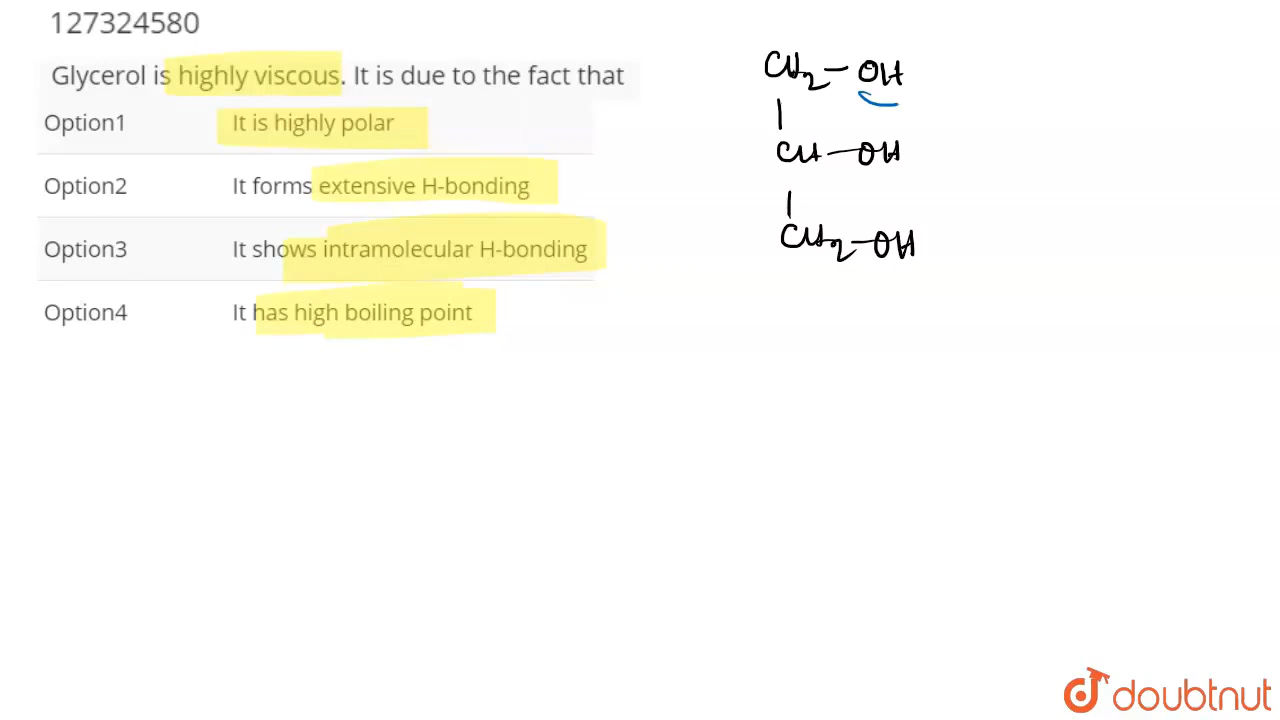 127324580
Glycerol is highly viscous. It is due to the fact that
Option1 It is highly polar
Option2 It forms extensive H-bonding
Option3 It shows intramolecular H-bonding
Option4 It has high boiling point
CH2 - OH
|
CH - OH
|
CH2 - OH
doubtnut